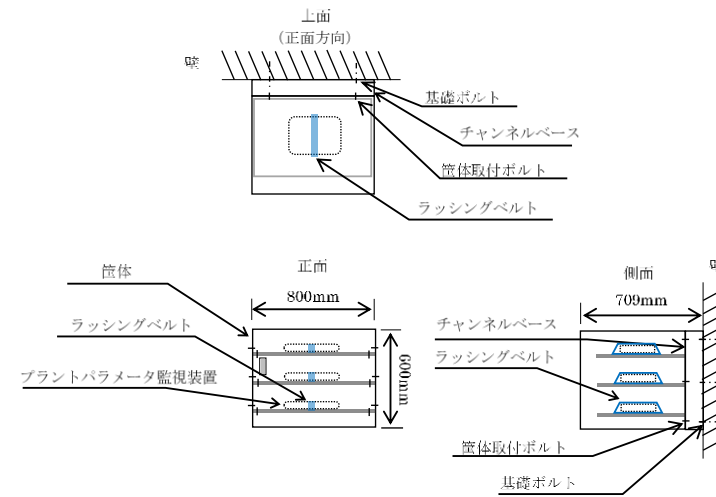 上面
（正面方向）
壁
基礎ボルト
チャンネルベース
筐体取付ボルト
ラッシングベルト
筐体
正面
側面
800mm
709mm
ラッシングベルト
チャンネルベース
ラッシングベルト
プラントパラメータ監視装置
600mm
筐体取付ボルト
基礎ボルト